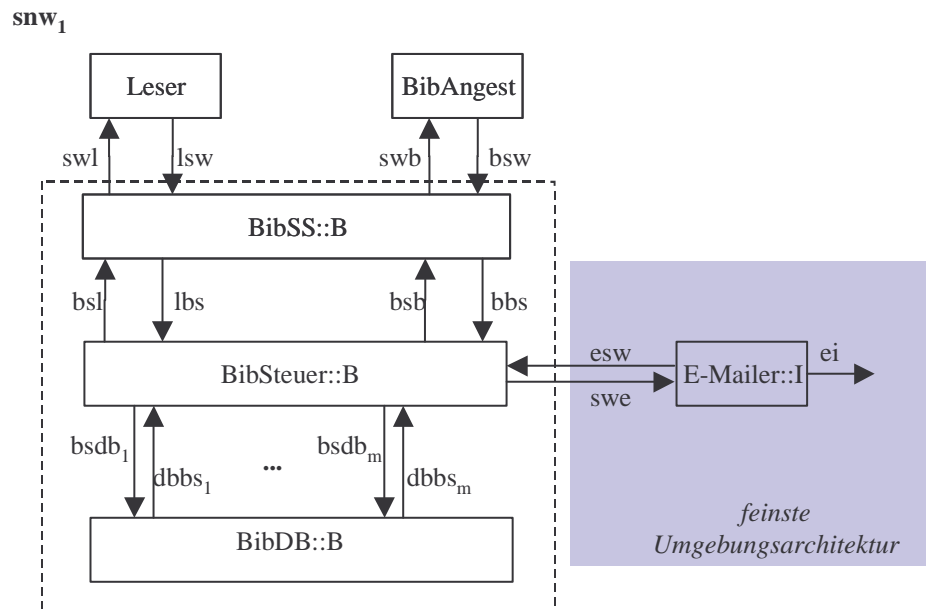 snw₁
Leser
BibAngest
swl
lsw
swb
bsw
BibSS::B
bsl
lbs
bsb
bbs
BibSteuer::B
esw
swe
E-Mailer::I
ei
bsdb₁
dbbs₁
...
bsdbₘ
dbbsₘ
BibDB::B
feinste
Umgebungsarchitektur